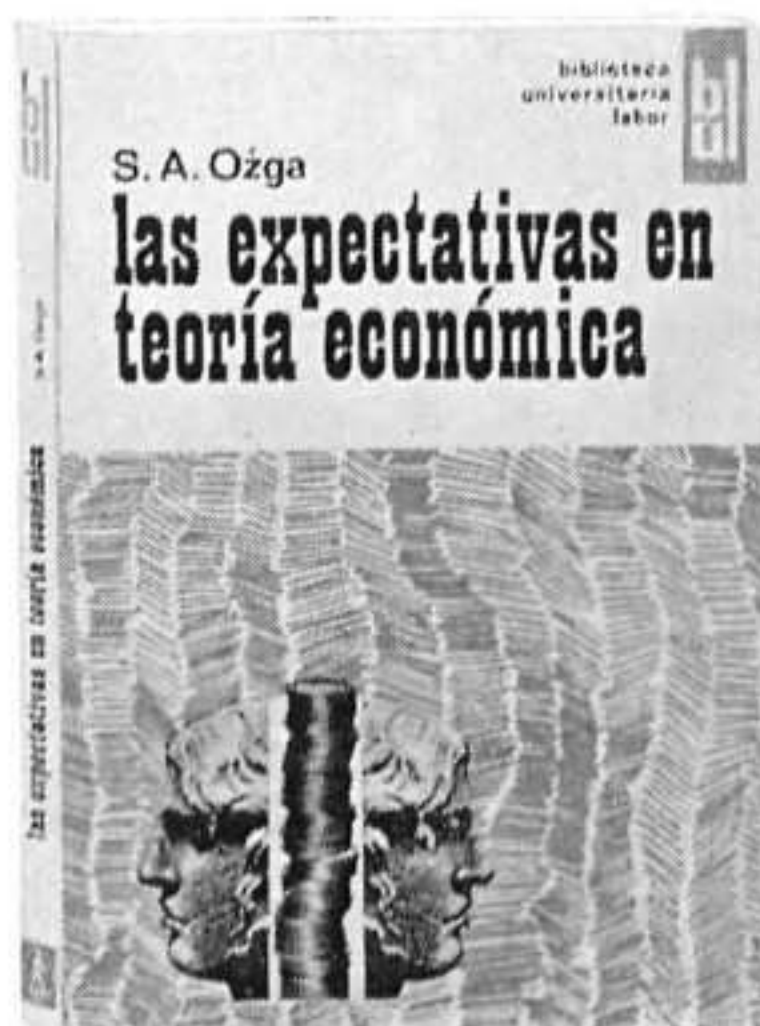 biblioteca
universitaria
labor
S. A. Ożga
las expectativas en
teoría económica
las expectativas en teoría económica